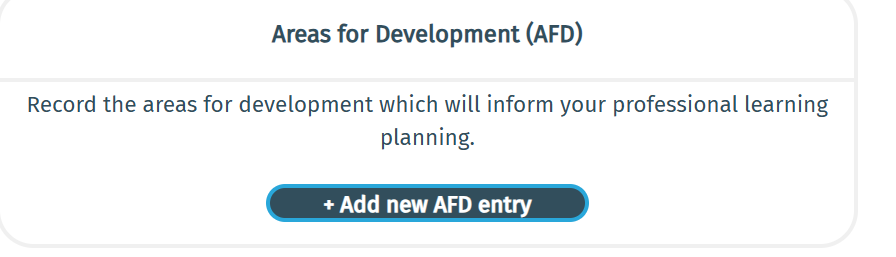 Areas for Development (AFD)
Record the areas for development which will inform your professional learning
planning.
+ Add new AFD entry